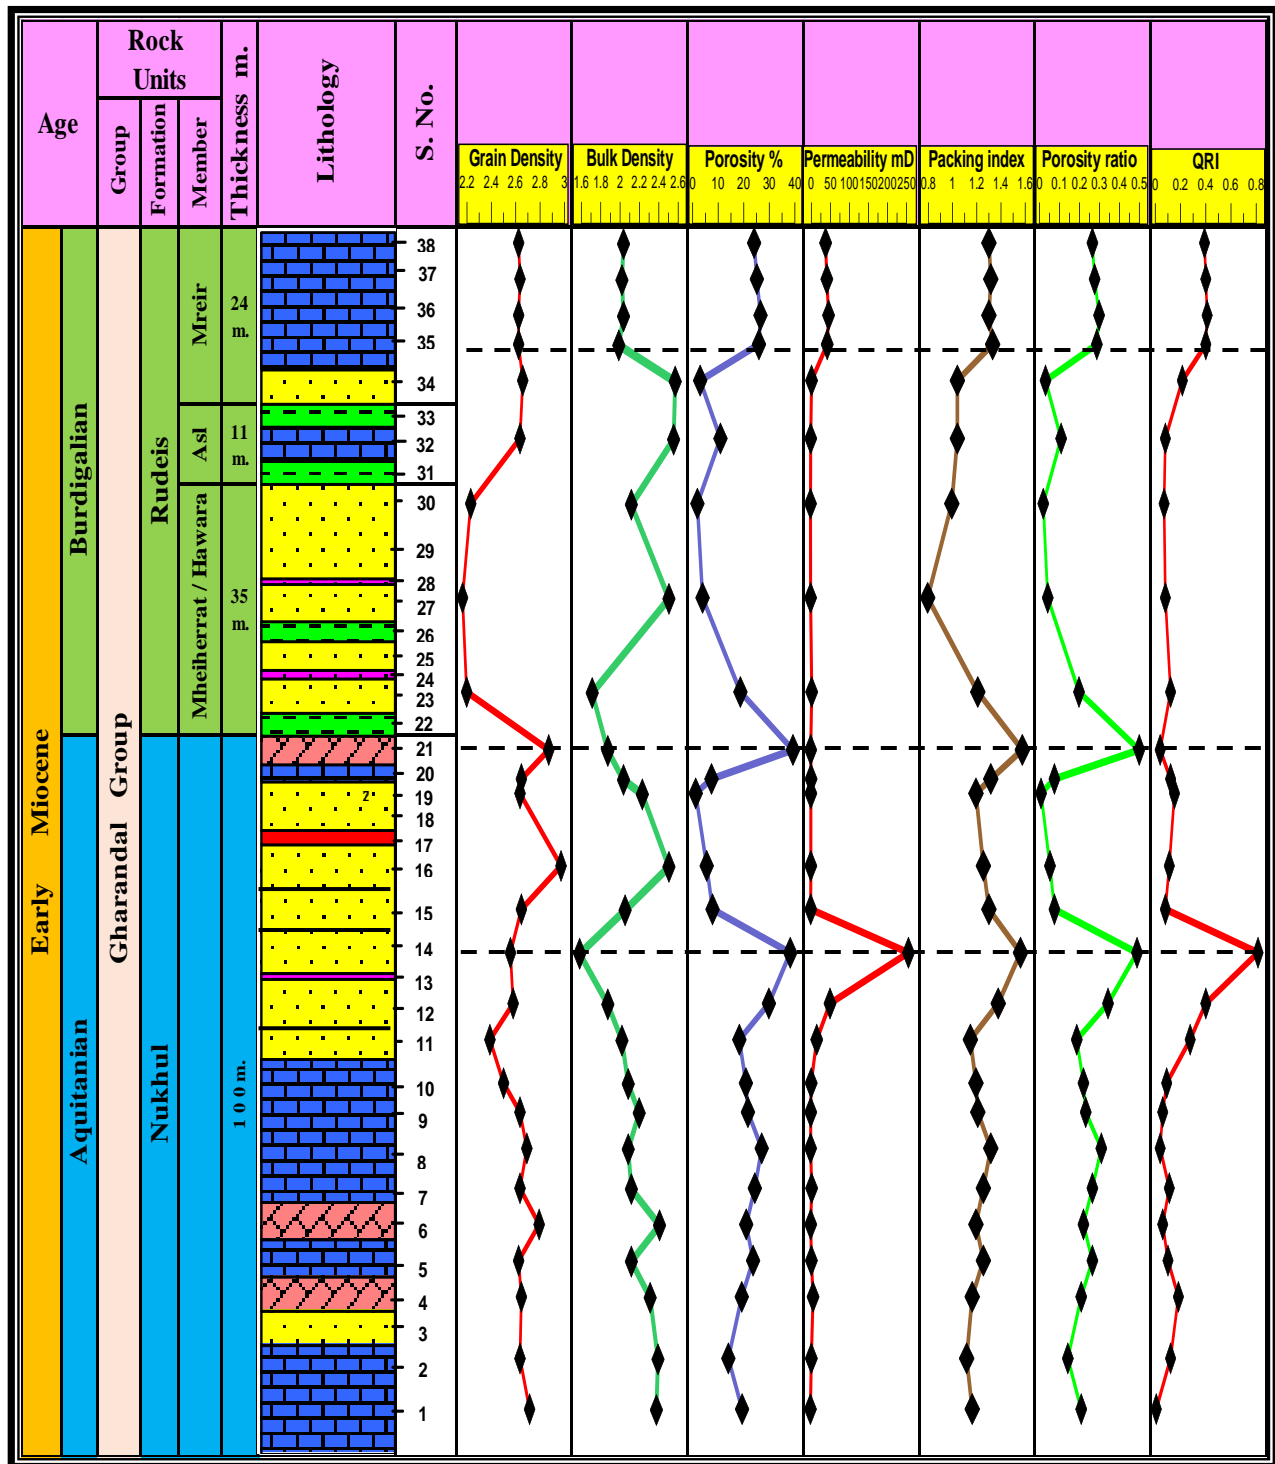 Rock
Units
Age
Group
Formation
Member
Thickness m.
Lithology
S. No.
Grain Density
2.2 2.4 2.6 2.8 3
Bulk Density
1.6 1.8 2 2.2 2.4 2.6
Porosity %
0 10 20 30 40
Permeability mD
0 50 100 150 200 250
Packing index
0.8 1 1.2 1.4 1.6
Porosity ratio
0 0.1 0.2 0.3 0.4 0.5
QRI
0 0.2 0.4 0.6 0.8
Early Miocene
Burdigalian
Aquitanian
Gharandal Group
Rudeis
Nukhul
Mreir
Asl
Mheiherrat / Hawara
24
m.
11
m.
35
m.
100m.
38
37
36
35
34
33
32
31
30
29
28
27
26
25
24
23
22
21
20
2
19
18
17
16
15
14
13
12
11
10
9
8
7
6
5
4
3
2
1